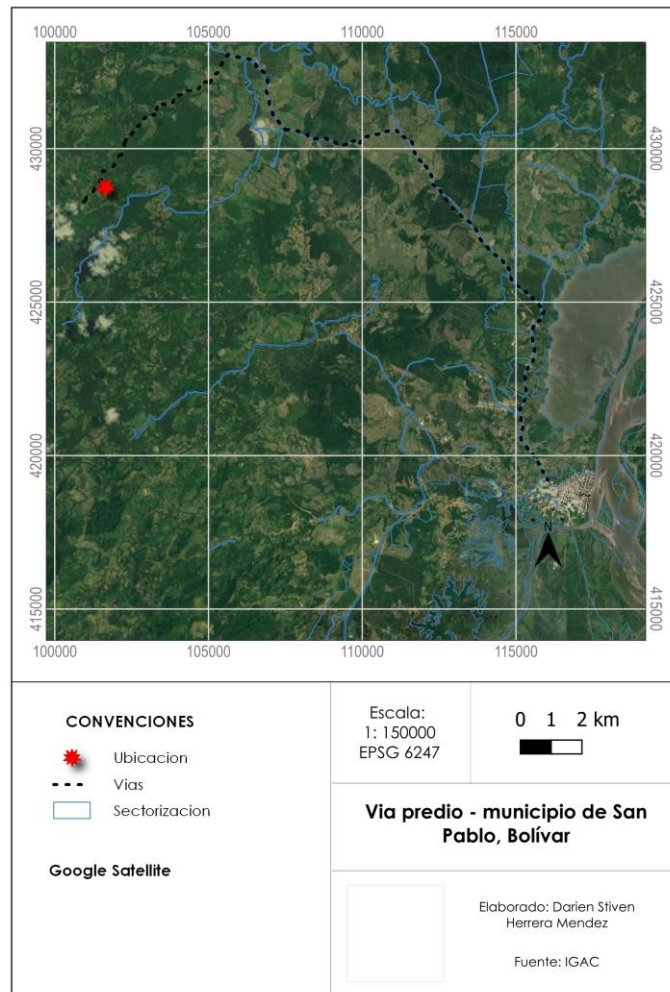 100000 105000 110000 115000
430000 430000
425000 425000
420000 420000
N
415000 415000
100000 105000 110000 115000
CONVENCIONES
Ubicacion
Vias
Sectorizacion
Google Satellite
Escala:
1: 150000
EPSG 6247
0 1 2 km
Via predio - municipio de San
Pablo, Bolívar
Elaborado: Darien Stiven
Herrera Mendez
Fuente: IGAC